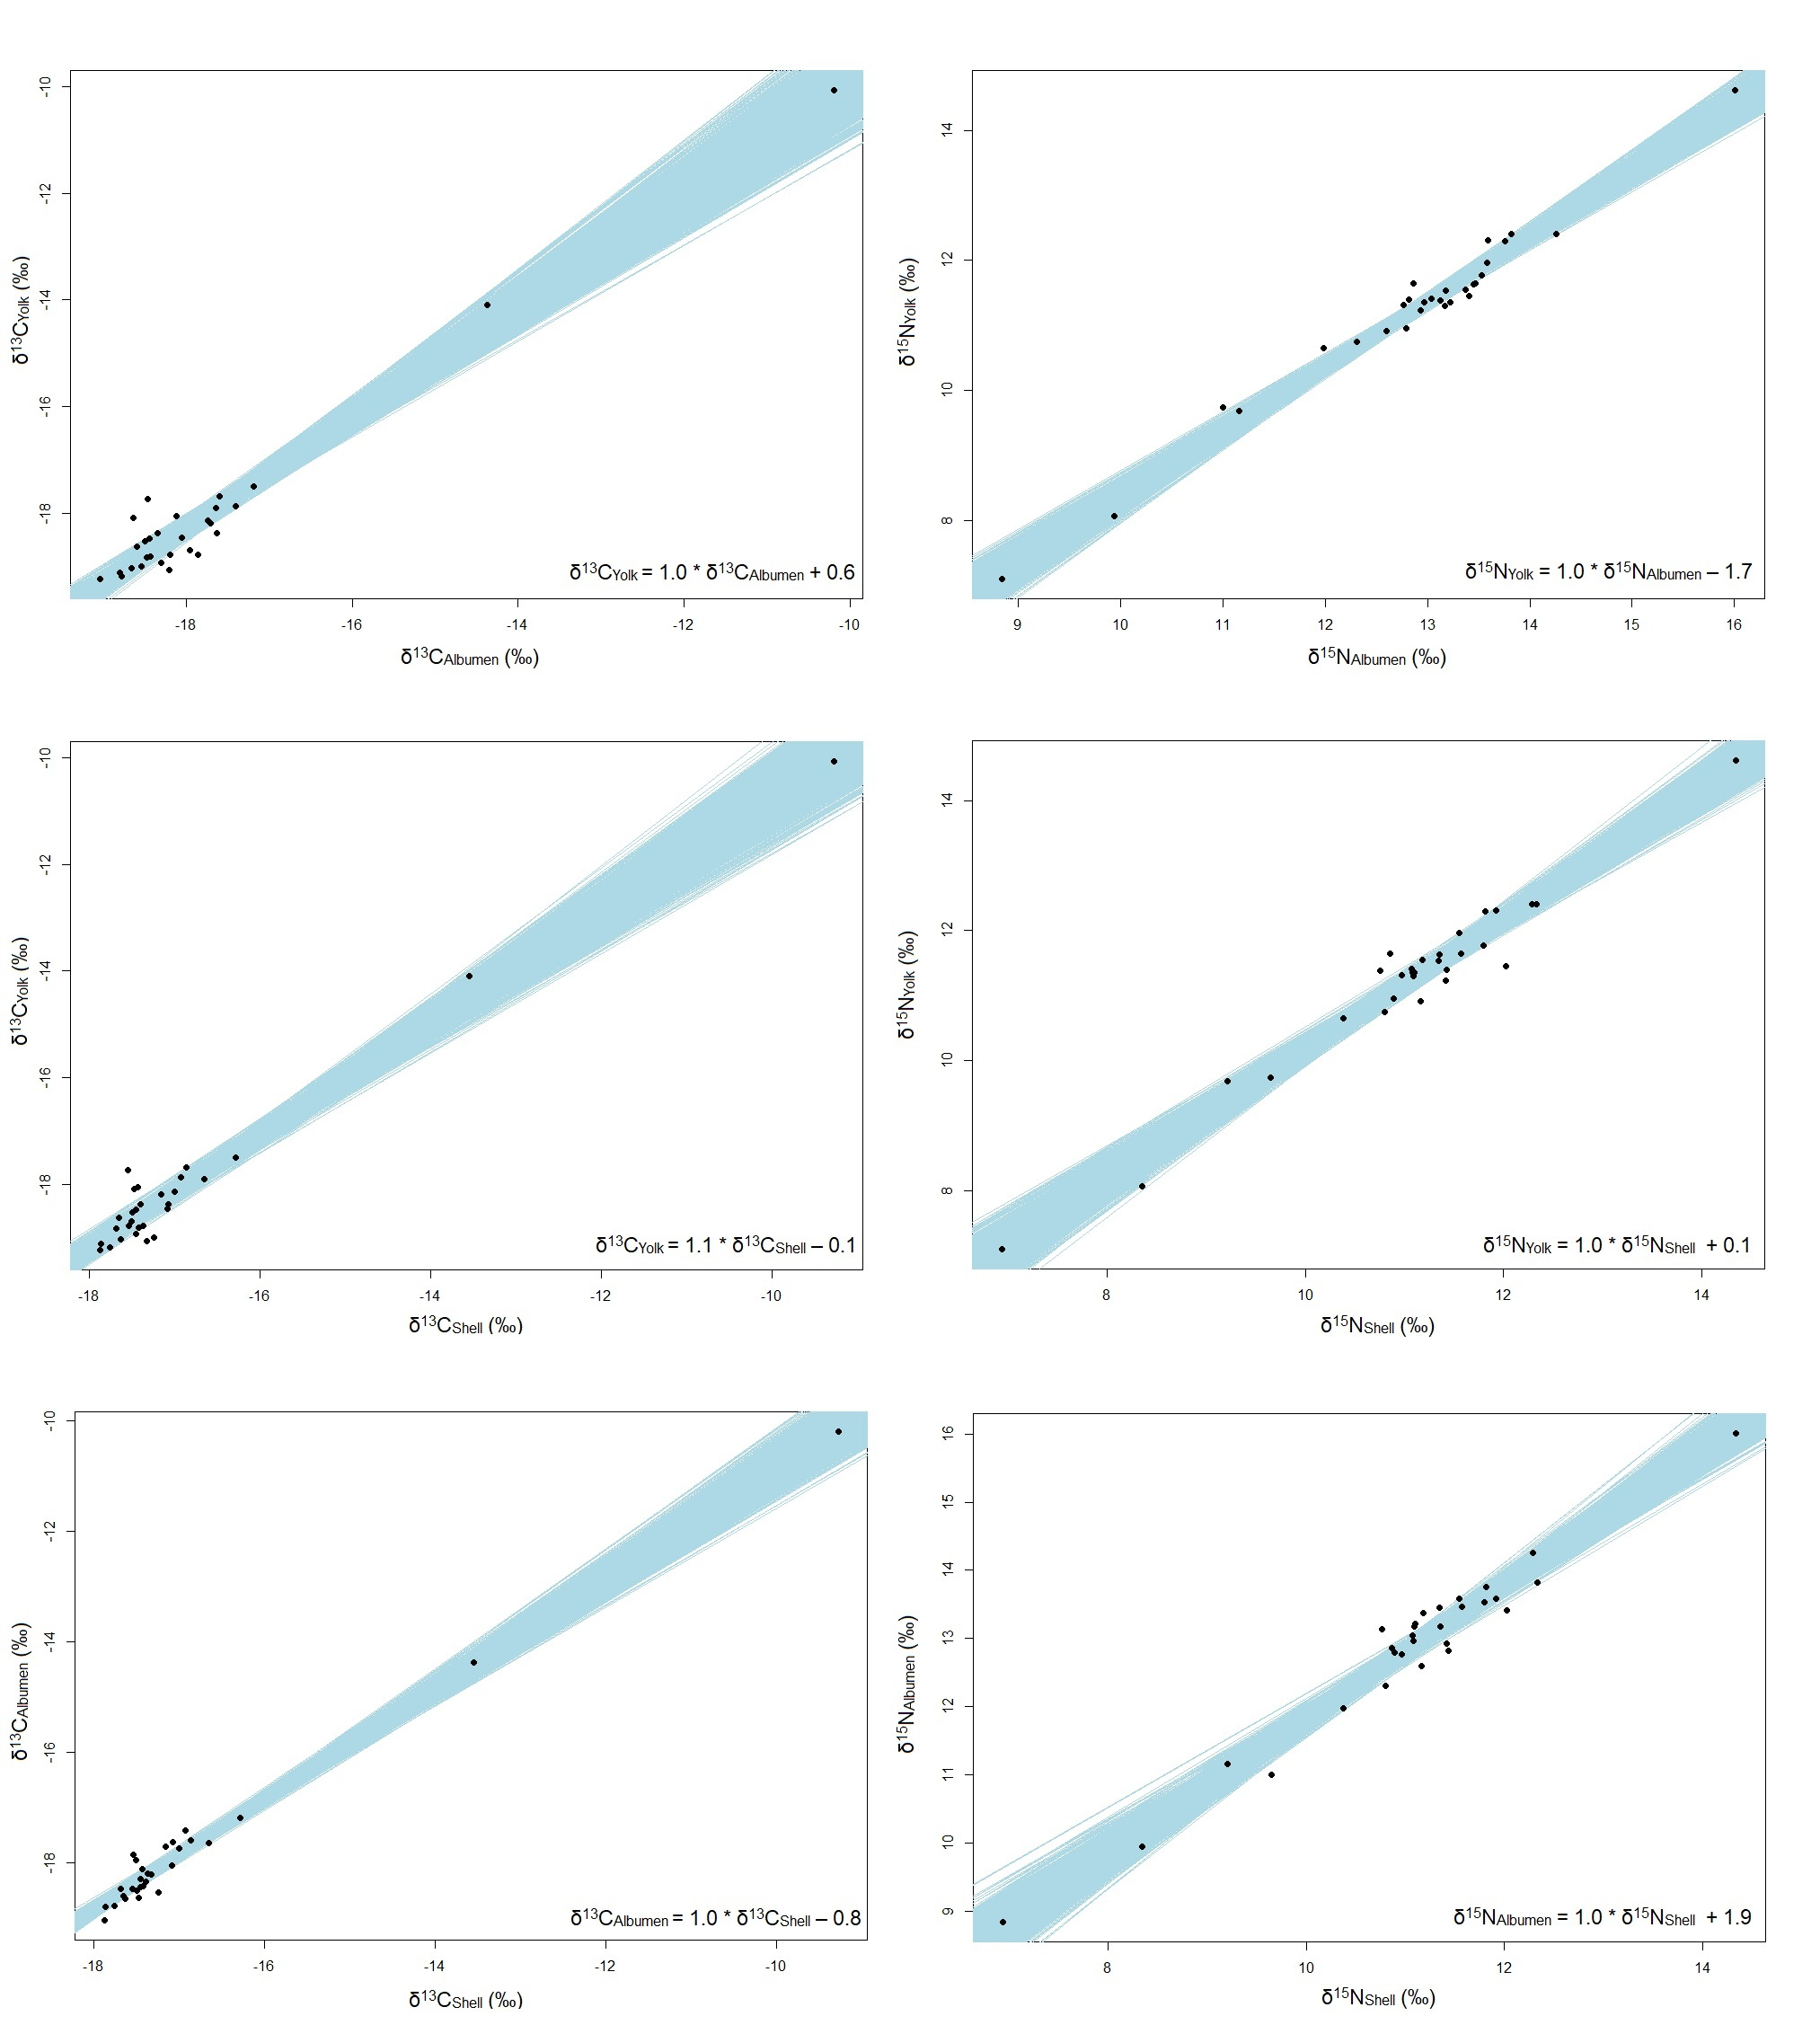 δ13CYolk (‰)
-10
-12
-14
-16
-18
δ13CYolk = 1.0 * δ13CAlbumen + 0.6
-18 -16 -14 -12 -10
δ13CAlbumen (‰)
δ15NYolk (‰)
14
12
10
8
δ15NYolk = 1.0 * δ15NAlbumen – 1.7
9 10 11 12 13 14 15 16
δ15NAlbumen (‰)
δ13CYolk (‰)
-10
-12
-14
-16
-18
δ13CYolk = 1.1 * δ13CShell – 0.1
-18 -16 -14 -12 -10
δ13CShell (‰)
δ15NYolk (‰)
14
12
10
8
δ15NYolk = 1.0 * δ15NShell + 0.1
8 10 12 14
δ15NShell (‰)
δ13CAlbumen (‰)
-10
-12
-14
-16
-18
δ13CAlbumen = 1.0 * δ13CShell – 0.8
-18 -16 -14 -12 -10
δ13CShell (‰)
δ15NAlbumen (‰)
16
15
14
13
12
11
10
9
δ15NAlbumen = 1.0 * δ15NShell + 1.9
8 10 12 14
δ15NShell (‰)